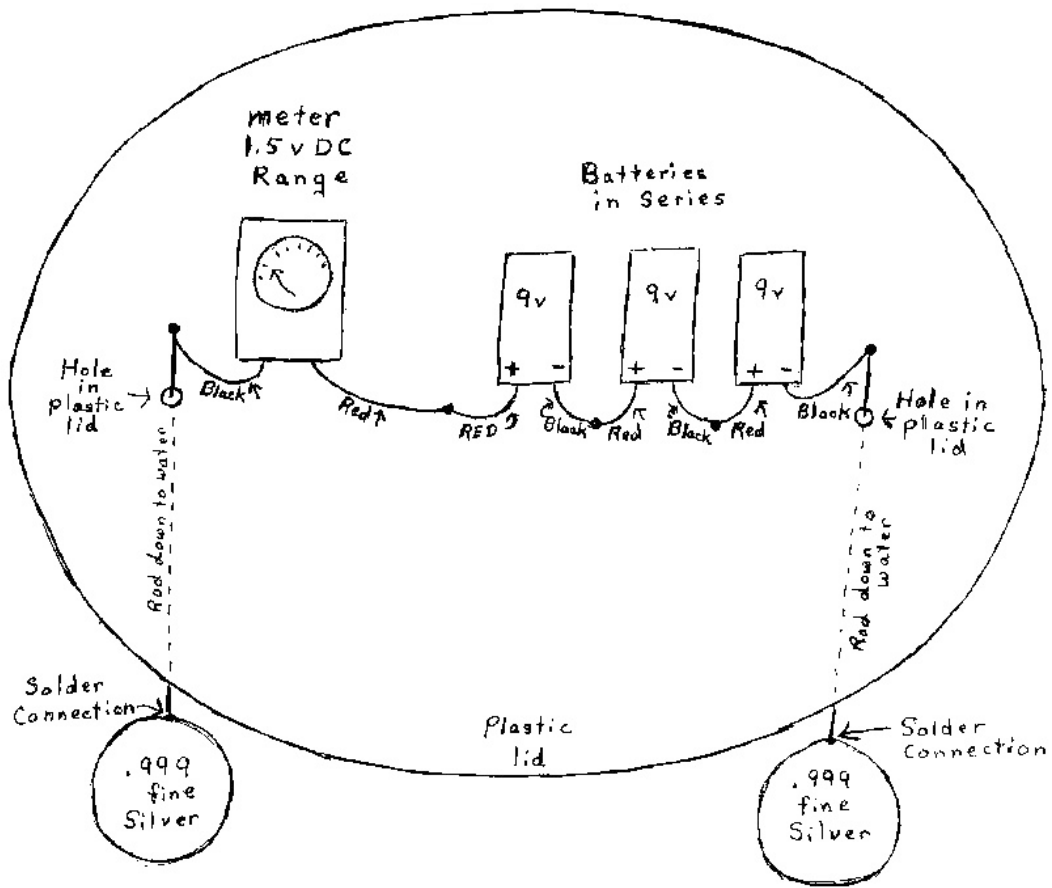 meter
1.5 v DC
Range
Batteries
in Series
9v
9v
9v
+ -
+ -
+ -
Hole
in
plastic
lid
Black
Red
RED
Black
Red
Black
Red
Black
Hole in
plastic
lid
Rod down to water
Rod down to
water
Solder
Connection
.999
fine
Silver
Plastic
lid
Solder
Connection
.999
fine
Silver